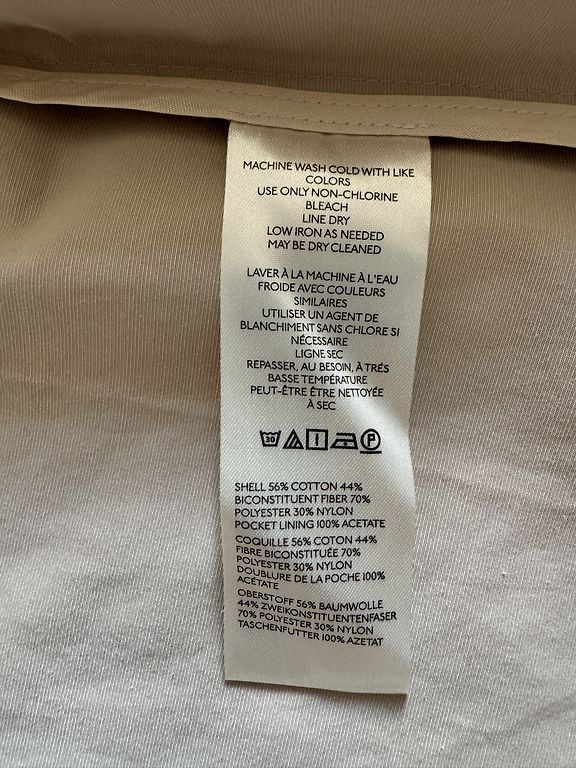 MACHINE WASH COLD WITH LIKE
COLORS
USE ONLY NON-CHLORINE
BLEACH
LINE DRY
LOW IRON AS NEEDED
MAY BE DRY CLEANED
LAVER À LA MACHINE À L'EAU
FROIDE AVEC COULEURS
SIMILAIRES
UTILISER UN AGENT DE
BLANCHIMENT SANS CHLORE SI
NÉCESSAIRE
LIGNE SEC
REPASSER, AU BESOIN, À TRÉS
BASSE TEMPÉRATURE
PEUT-ÊTRE ÊTRE NETTOYÉE
À SEC
30 P
SHELL 56% COTTON 44%
BICONSTITUENT FIBER 70%
POLYESTER 30% NYLON
POCKET LINING 100% ACETATE
COQUILLE 56% COTON 44%
FIBRE BICONSTITUÉE 70%
POLYESTER 30% NYLON
DOUBLURE DE LA POCHE 100%
ACÉTATE
OBERSTOFF 56% BAUMWOLLE
44% ZWEIKONSTITUENTENFASER
70% POLYESTER 30% NYLON
TASCHENFUTTER 100% AZETAT